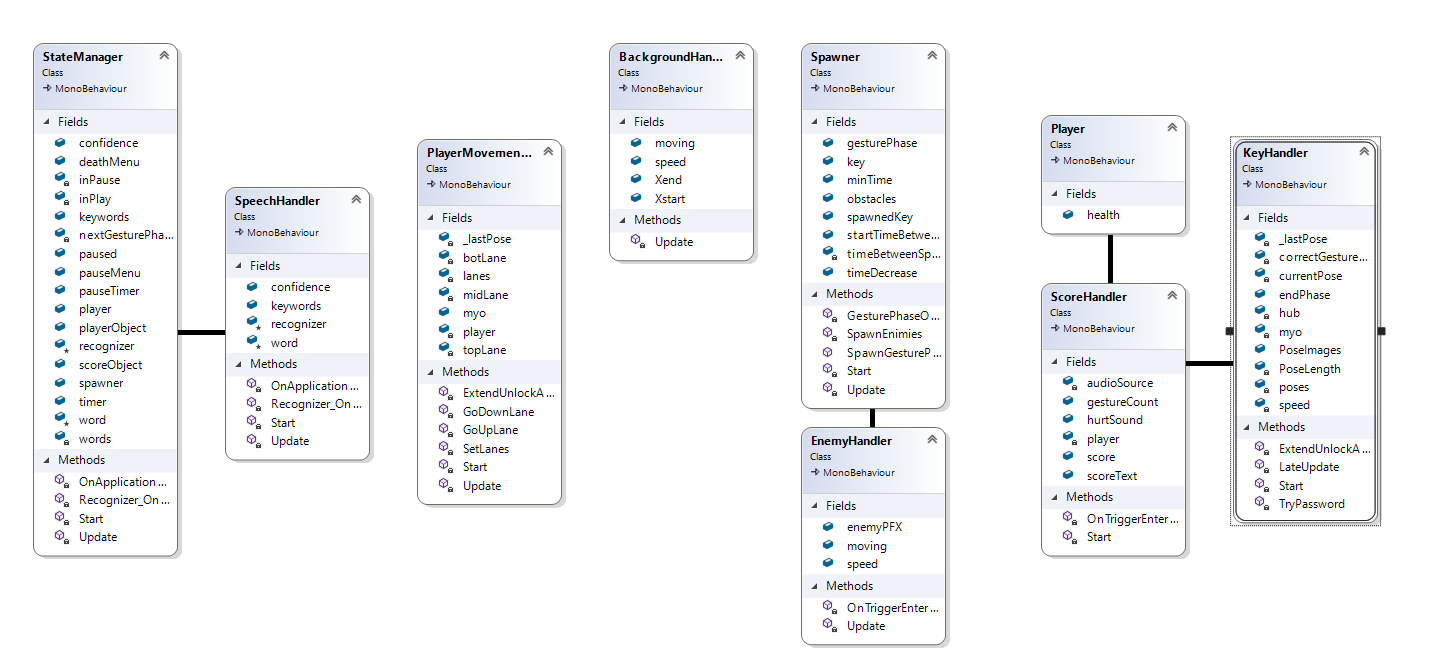 StateManager
Class
MonoBehaviour
Fields
confidence
deathMenu
inPause
inPlay
keywords
nextGesturePha...
paused
pauseMenu
pauseTimer
player
playerObject
recognizer
scoreObject
spawner
timer
word
words
Methods
OnApplication...
Recognizer_On...
Start
Update
SpeechHandler
Class
MonoBehaviour
Fields
confidence
keywords
recognizer
word
Methods
OnApplication...
Recognizer_On...
Start
Update
PlayerMovemen...
Class
MonoBehaviour
Fields
_lastPose
botLane
lanes
midLane
myo
player
topLane
Methods
ExtendUnlockA...
GoDownLane
GoUpLane
SetLanes
Start
Update
BackgroundHan...
Class
MonoBehaviour
Fields
moving
speed
Xend
Xstart
Methods
Update
Spawner
Class
MonoBehaviour
Fields
gesturePhase
key
minTime
obstacles
spawnedKey
startTimeBetwe...
timeBetweenSp...
timeDecrease
Methods
GesturePhaseO...
SpawnEnimies
SpawnGestureP...
Start
Update
EnemyHandler
Class
MonoBehaviour
Fields
enemyPFX
moving
speed
Methods
OnTriggerEnter...
Update
Player
Class
MonoBehaviour
Fields
health
ScoreHandler
Class
MonoBehaviour
Fields
audioSource
gestureCount
hurtSound
player
score
scoreText
Methods
OnTriggerEnter...
Start
KeyHandler
Class
MonoBehaviour
Fields
_lastPose
correctGesture...
currentPose
endPhase
hub
myo
PoseImages
PoseLength
poses
speed
Methods
ExtendUnlockA...
LateUpdate
Start
TryPassword